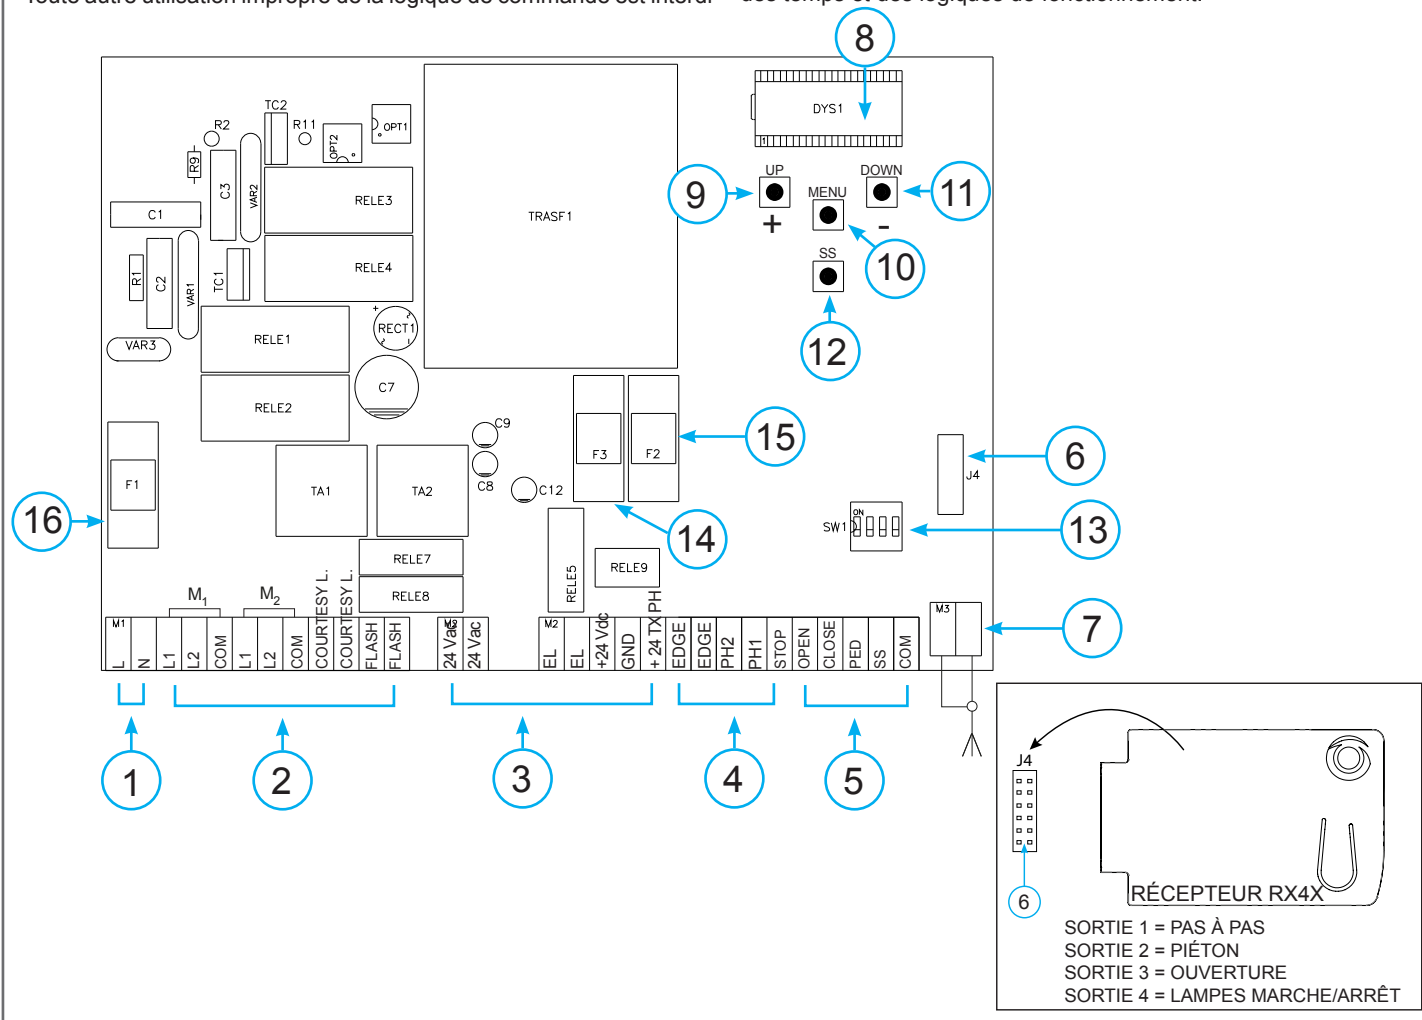 8
DYS1
1
TC2
R2
R11
OPT2
OPT1
R9
C3
VAR2
RELE3
TRASF1
UP
MENU
DOWN
9
11
+
-
C1
RELE4
SS
10
R1
C2
VAR1
TC1
RELE1
RECT1
12
VAR3
C7
RELE2
C9
15
F3
F2
6
F1
TA1
TA2
C8
C12
J4
16
14
ON
SW1
13
RELE7
RELE5
RELE9
RELE8
M1
M2
M1
L
N
L1
L2
COM
L1
L2
COM
COURTESY L.
COURTESY L.
FLASH
FLASH
M2
24 Vac
24 Vac
M2
EL
EL
+24 Vdc
GND
+ 24 TX PH
EDGE
EDGE
PH2
PH1
STOP
OPEN
CLOSE
PED
SS
COM
M3
7
1
2
3
4
5
J4
6
RÉCEPTEUR RX4X
SORTIE 1 = PAS À PAS
SORTIE 2 = PIÉTON
SORTIE 3 = OUVERTURE
SORTIE 4 = LAMPES MARCHE/ARRÊT